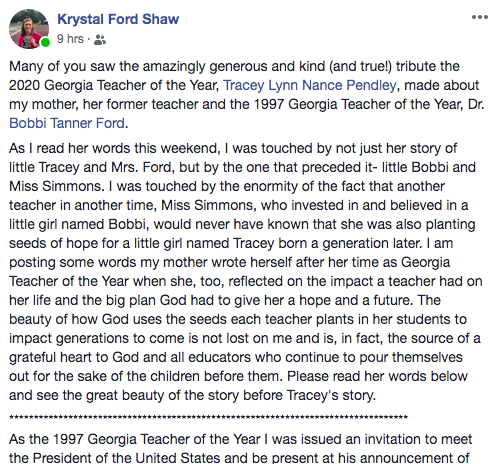 Krystal Ford Shaw
9 hrs ·
Many of you saw the amazingly generous and kind (and true!) tribute the
2020 Georgia Teacher of the Year, Tracey Lynn Nance Pendley, made about
my mother, her former teacher and the 1997 Georgia Teacher of the Year, Dr.
Bobbi Tanner Ford.
As I read her words this weekend, I was touched by not just her story of
little Tracey and Mrs. Ford, but by the one that preceded it- little Bobbi and
Miss Simmons. I was touched by the enormity of the fact that another
teacher in another time, Miss Simmons, who invested in and believed in a
little girl named Bobbi, would never have known that she was also planting
seeds of hope for a little girl named Tracey born a generation later. I am
posting some words my mother wrote herself after her time as Georgia
Teacher of the Year when she, too, reflected on the impact a teacher had on
her life and the big plan God had to give her a hope and a future. The
beauty of how God uses the seeds each teacher plants in her students to
impact generations to come is not lost on me and is, in fact, the source of a
grateful heart to God and all educators who continue to pour themselves
out for the sake of the children before them. Please read her words below
and see the great beauty of the story before Tracey's story.
********************************************************************************
As the 1997 Georgia Teacher of the Year I was issued an invitation to meet
the President of the United States and be present at his announcement of